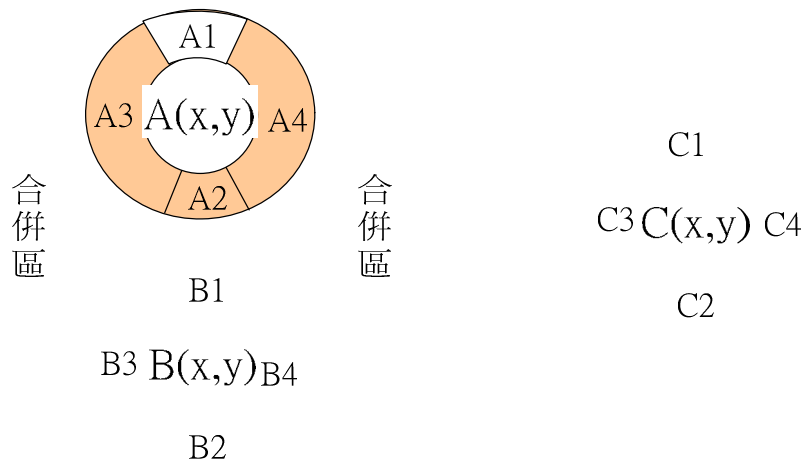 A1
A3 A(x,y) A4
A2
合
併
區
合
併
區
B1
B3 B(x,y) B4
B2
C1
C3 C(x,y) C4
C2